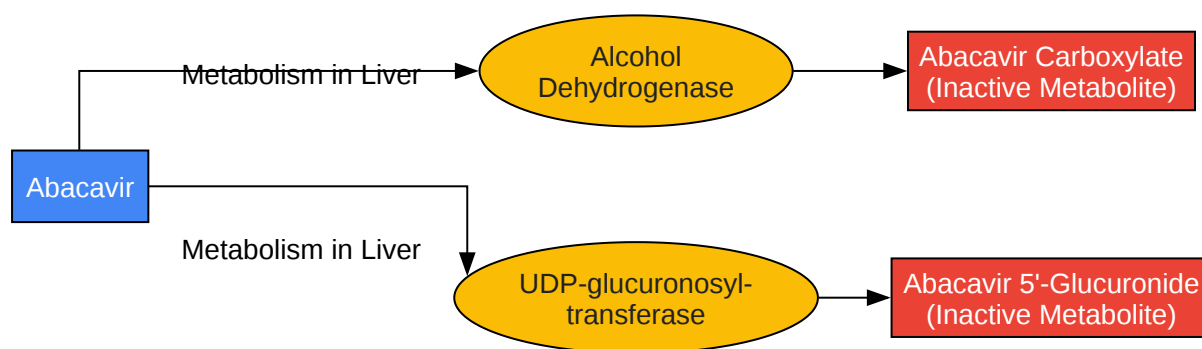 Alcohol
Dehydrogenase
Abacavir Carboxylate
(Inactive Metabolite)
Metabolism in Liver
Abacavir
Metabolism in Liver
UDP-glucuronosyl-
transferase
Abacavir 5'-Glucuronide
(Inactive Metabolite)